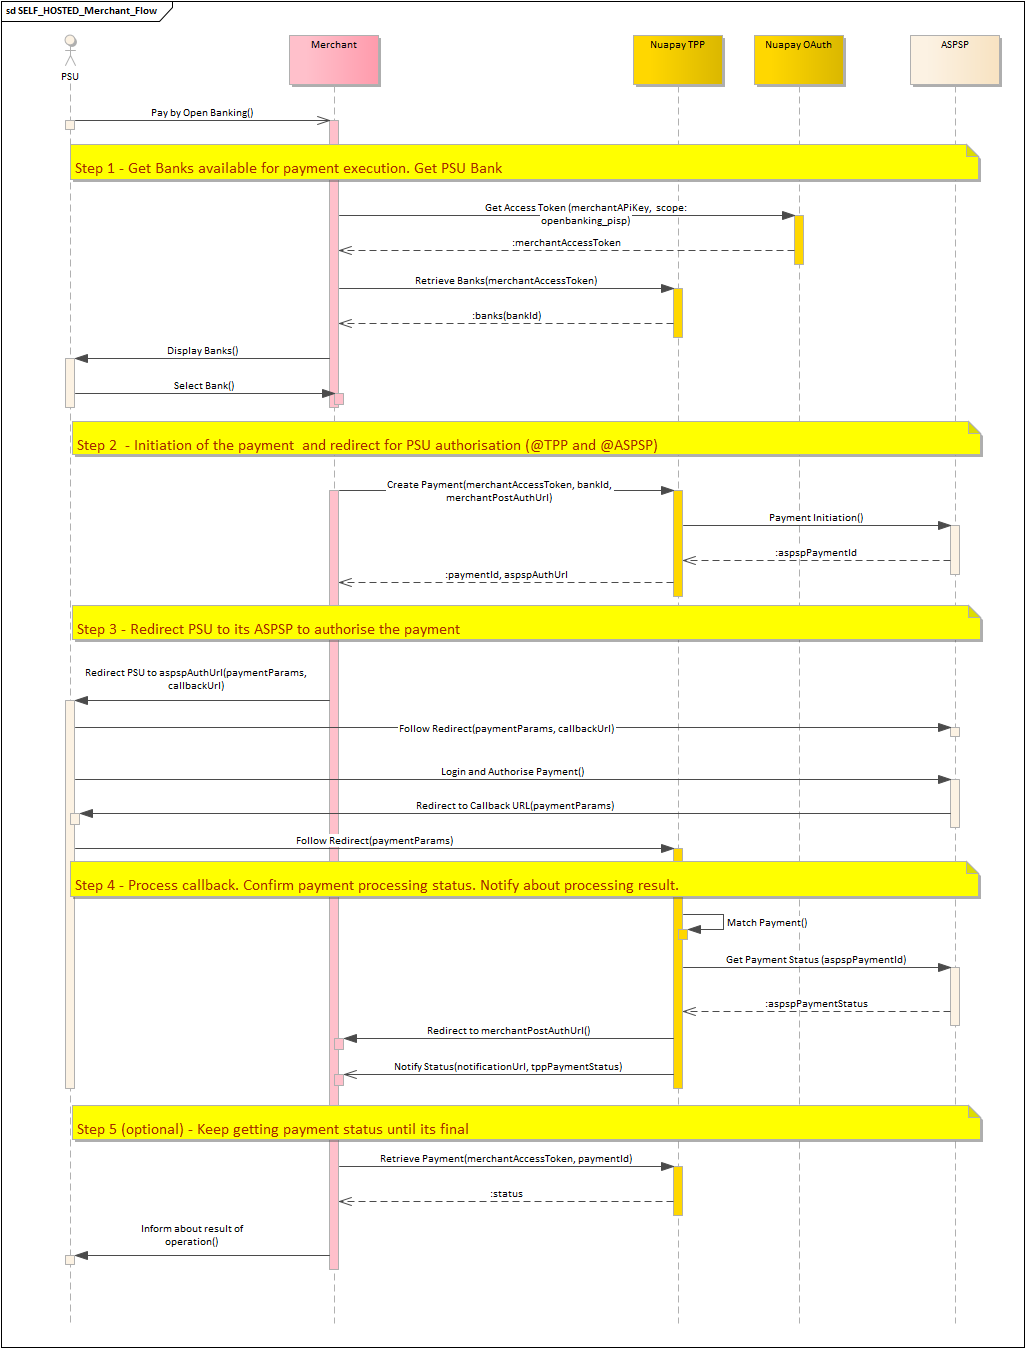 sd SELF_HOSTED_Merchant_Flow
PSU
Merchant
Nuapay TPP
Nuapay OAuth
ASPSP
Pay by Open Banking()
Step 1 - Get Banks available for payment execution. Get PSU Bank
Get Access Token (merchantAPiKey, scope:
openbanking_pisp)
:merchantAccessToken
Retrieve Banks(merchantAccessToken)
:banks(bankId)
Display Banks()
Select Bank()
Step 2 - Initiation of the payment and redirect for PSU authorisation (@TPP and @ASPSP)
Create Payment(merchantAccessToken, bankId,
merchantPostAuthUrl)
Payment Initiation()
:aspspPaymentId
:paymentId, aspspAuthUrl
Step 3 - Redirect PSU to its ASPSP to authorise the payment
Redirect PSU to aspspAuthUrl(paymentParams,
callbackUrl)
Follow Redirect(paymentParams, callbackUrl)
Login and Authorise Payment()
Redirect to Callback URL(paymentParams)
Follow Redirect(paymentParams)
Step 4 - Process callback. Confirm payment processing status. Notify about processing result.
Match Payment()
Get Payment Status (aspspPaymentId)
:aspspPaymentStatus
Redirect to merchantPostAuthUrl()
Notify Status(notificationUrl, tppPaymentStatus)
Step 5 (optional) - Keep getting payment status until its final
Retrieve Payment(merchantAccessToken, paymentId)
:status
Inform about result of
operation()